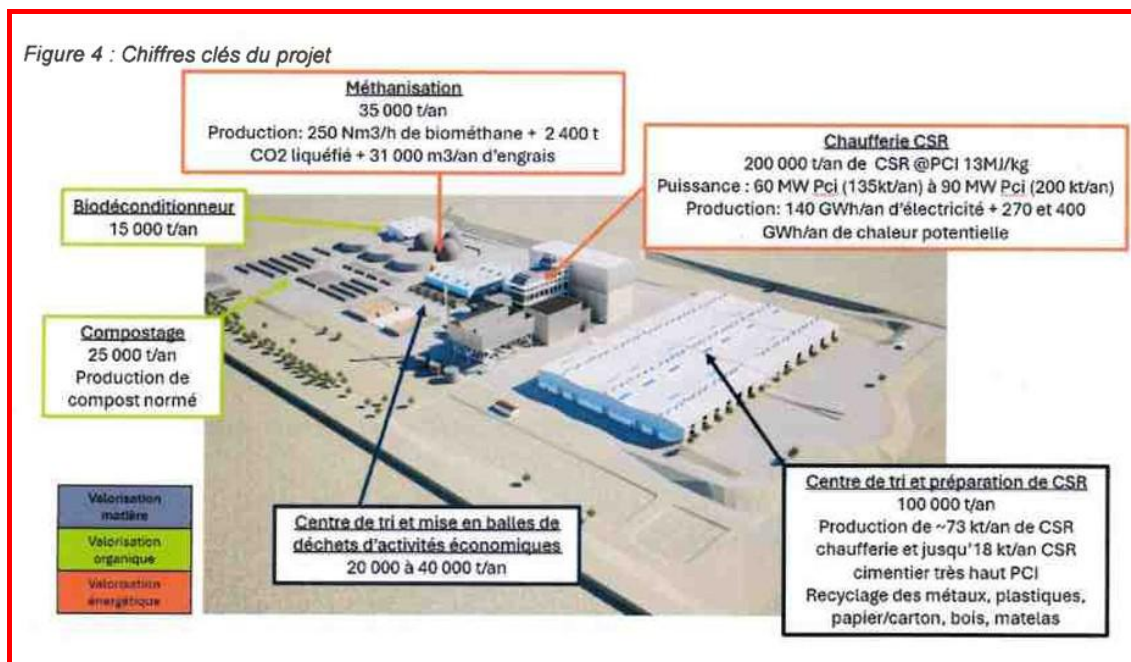 Figure 4 : Chiffres clés du projet
Méthanisation
35 000 t/an
Production: 250 Nm3/h de biométhane + 2 400 t
CO2 liquéfié + 31 000 m3/an d'engrais
Chaufferie CSR
200 000 t/an de CSR @PCI 13MJ/kg
Puissance : 60 MW Pci (135kt/an) à 90 MW Pci (200 kt/an)
Production: 140 GWh/an d'électricité + 270 et 400
GWh/an de chaleur potentielle
Biodéconditionneur
15 000 t/an
Compostage
25 000 t/an
Production de
compost normé
Valorisation
matière
Valorisation
organique
Valorisation
énergétique
Centre de tri et mise en balles de
déchets d'activités économiques
20 000 à 40 000 t/an
Centre de tri et préparation de CSR
100 000 t/an
Production de ~73 kt/an de CSR
chaufferie et jusqu'18 kt/an CSR
cimentier très haut PCI
Recyclage des métaux, plastiques,
papier/carton, bois, matelas